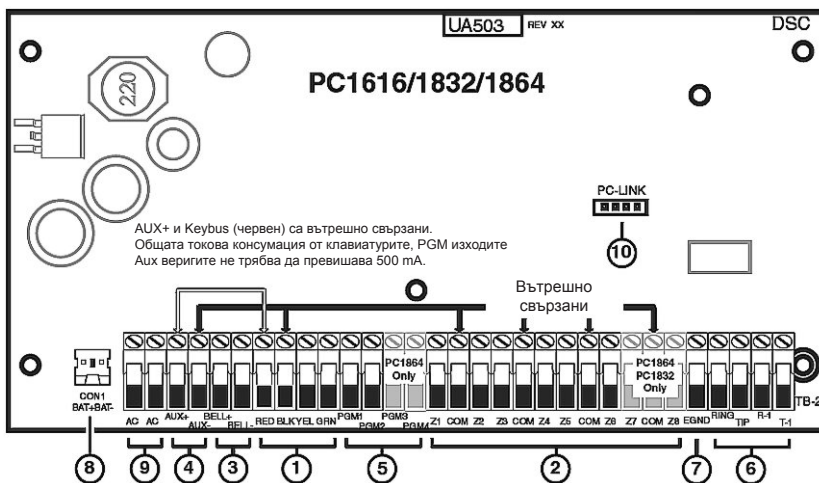 UA503 REV XX DSC
220
PC1616/1832/1864
PC-LINK
10
AUX+ и Keybus (червен) са вътрешно свързани.
Общата токова консумация от клавиатурите, PGM изходите
Aux веригите не трябва да превишава 500 mA.
Вътрешно
свързани
PC1864
Only
PC1864
PC1832
Only
CON1
BAT+BAT-
TB-2
AC AC AUX+ AUX- BELL+ BELL- RED BLK YEL GRN PGM1 PGM2 PGM3 PGM4 Z1 COM Z2 Z3 COM Z4 Z5 COM Z6 Z7 COM Z8 EGND RING TIP R-1 T-1
8 9 4 3 1 5 2 7 6